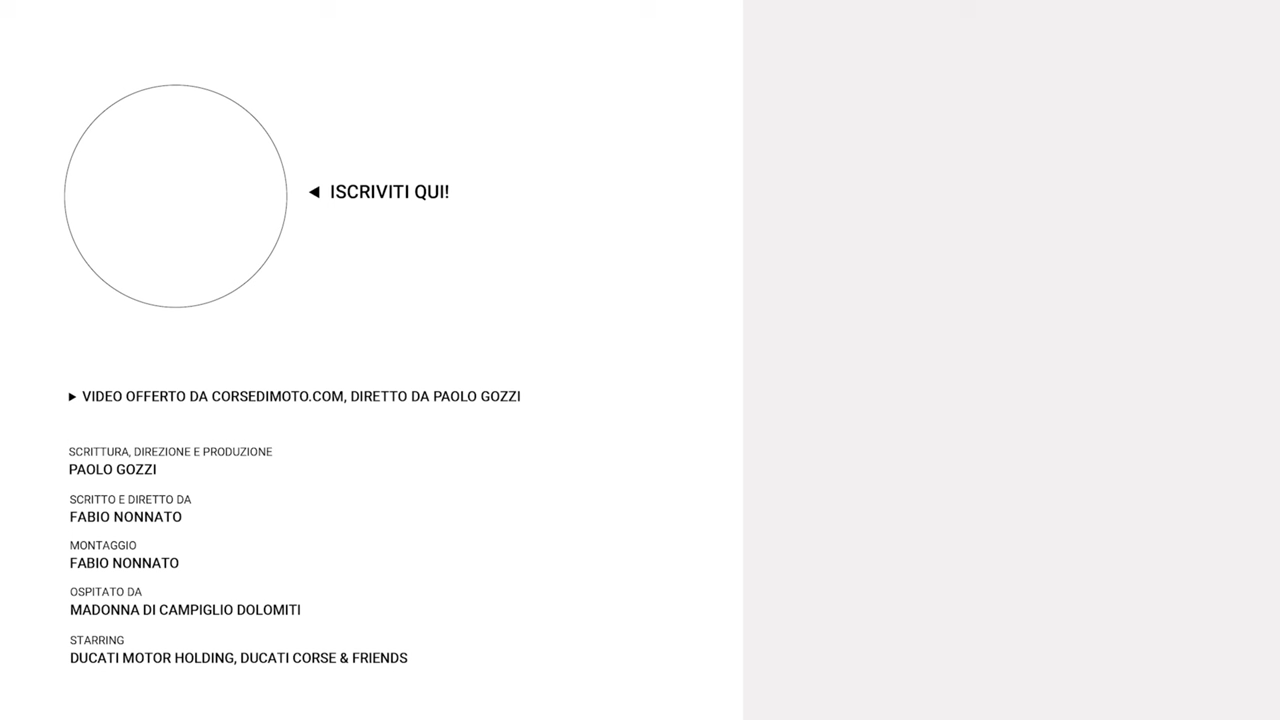 ◄ ISCRIVITI QUI!
► VIDEO OFFERTO DA CORSEDIMOTO.COM, DIRETTO DA PAOLO GOZZI
SCRITTURA, DIREZIONE E PRODUZIONE
PAOLO GOZZI
SCRITTO E DIRETTO DA
FABIO NONNATO
MONTAGGIO
FABIO NONNATO
OSPITATO DA
MADONNA DI CAMPIGLIO DOLOMITI
STARRING
DUCATI MOTOR HOLDING, DUCATI CORSE & FRIENDS